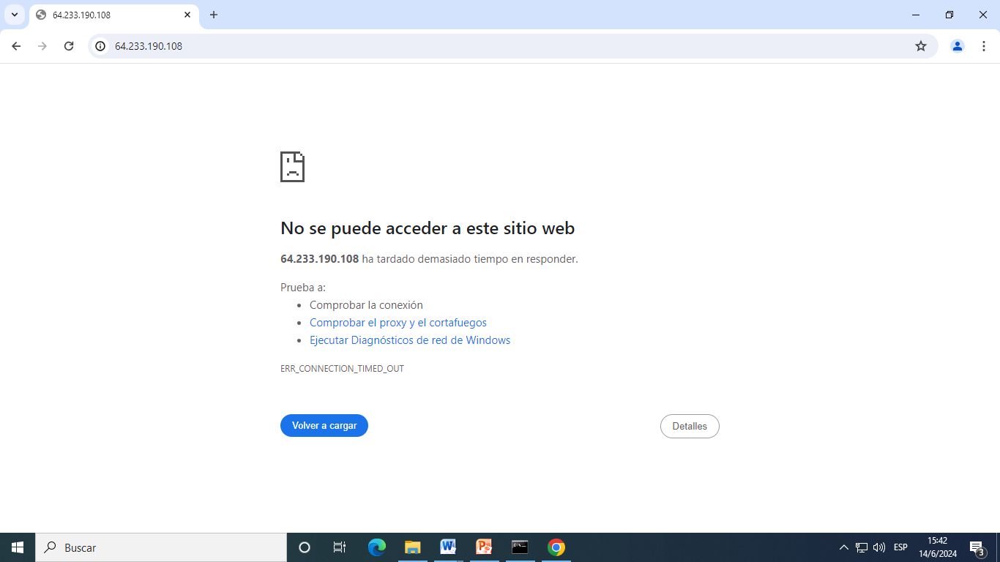 64.233.190.108
64.233.190.108
No se puede acceder a este sitio web
64.233.190.108 ha tardado demasiado tiempo en responder.
Prueba a:
Comprobar la conexión
Comprobar el proxy y el cortafuegos
Ejecutar Diagnósticos de red de Windows
ERR_CONNECTION_TIMED_OUT
Volver a cargar
Detalles
Buscar
ESP
15:42
14/6/2024
3